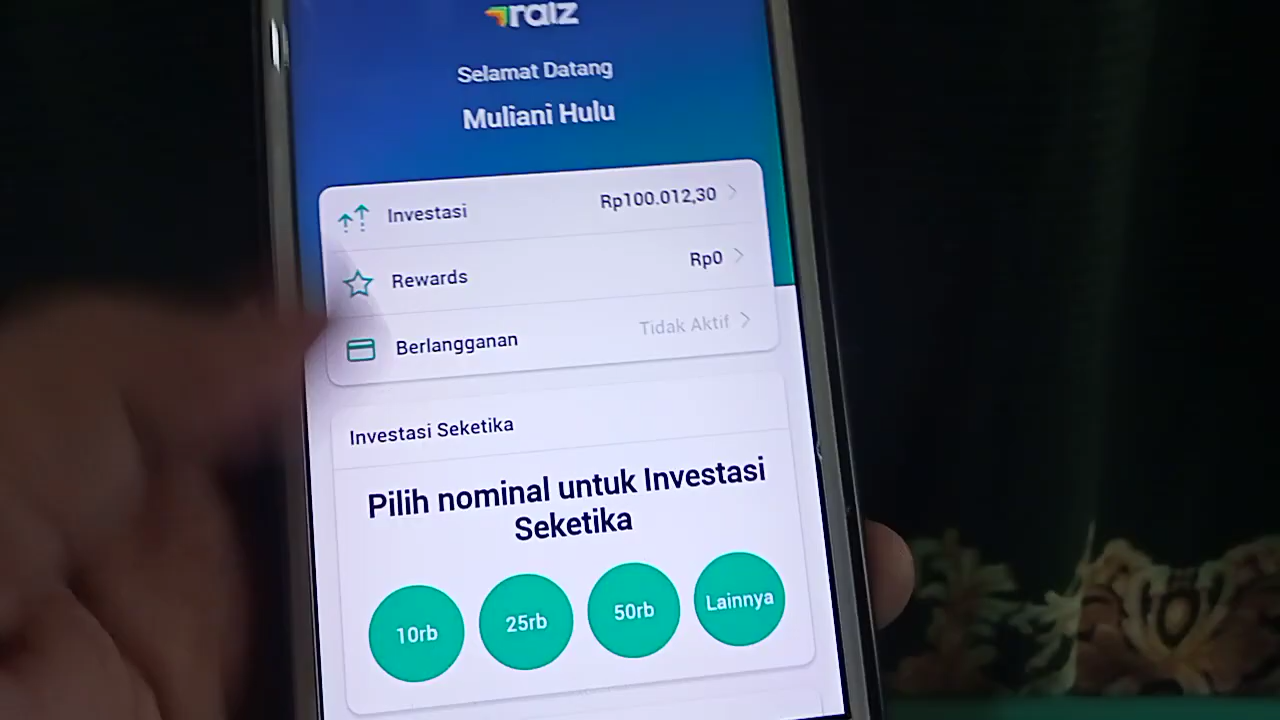 raiz
Selamat Datang
Muliani Hulu
Investasi Rp100.012,30
Rewards Rp0
Berlangganan Tidak Aktif
Investasi Seketika
Pilih nominal untuk Investasi
Seketika
10rb 25rb 50rb Lainnya